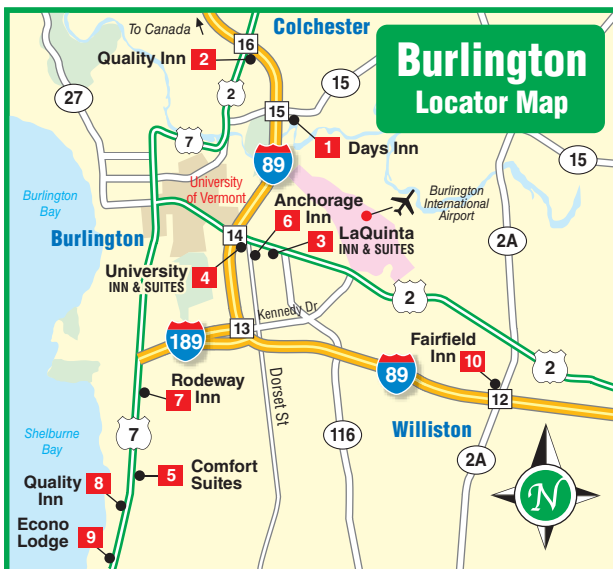 To Canada
Colchester
16
Quality Inn 2
Burlington
Locator Map
15
15
27
2
7
15
1 Days Inn
89
15
University
of Vermont
Burlington
Bay
Anchorage
Inn
6
Burlington
International
Airport
Burlington
14
3 LaQuinta
INN & SUITES
2A
University
INN & SUITES
4
2
Kennedy Dr
13
189
Fairfield
Inn
10
2
89
Rodeway
Inn
7
12
Dorset St
Williston
116
Shelburne
Bay
7
2A
5 Comfort
Suites
Quality
Inn
8
N
Econo
Lodge
9